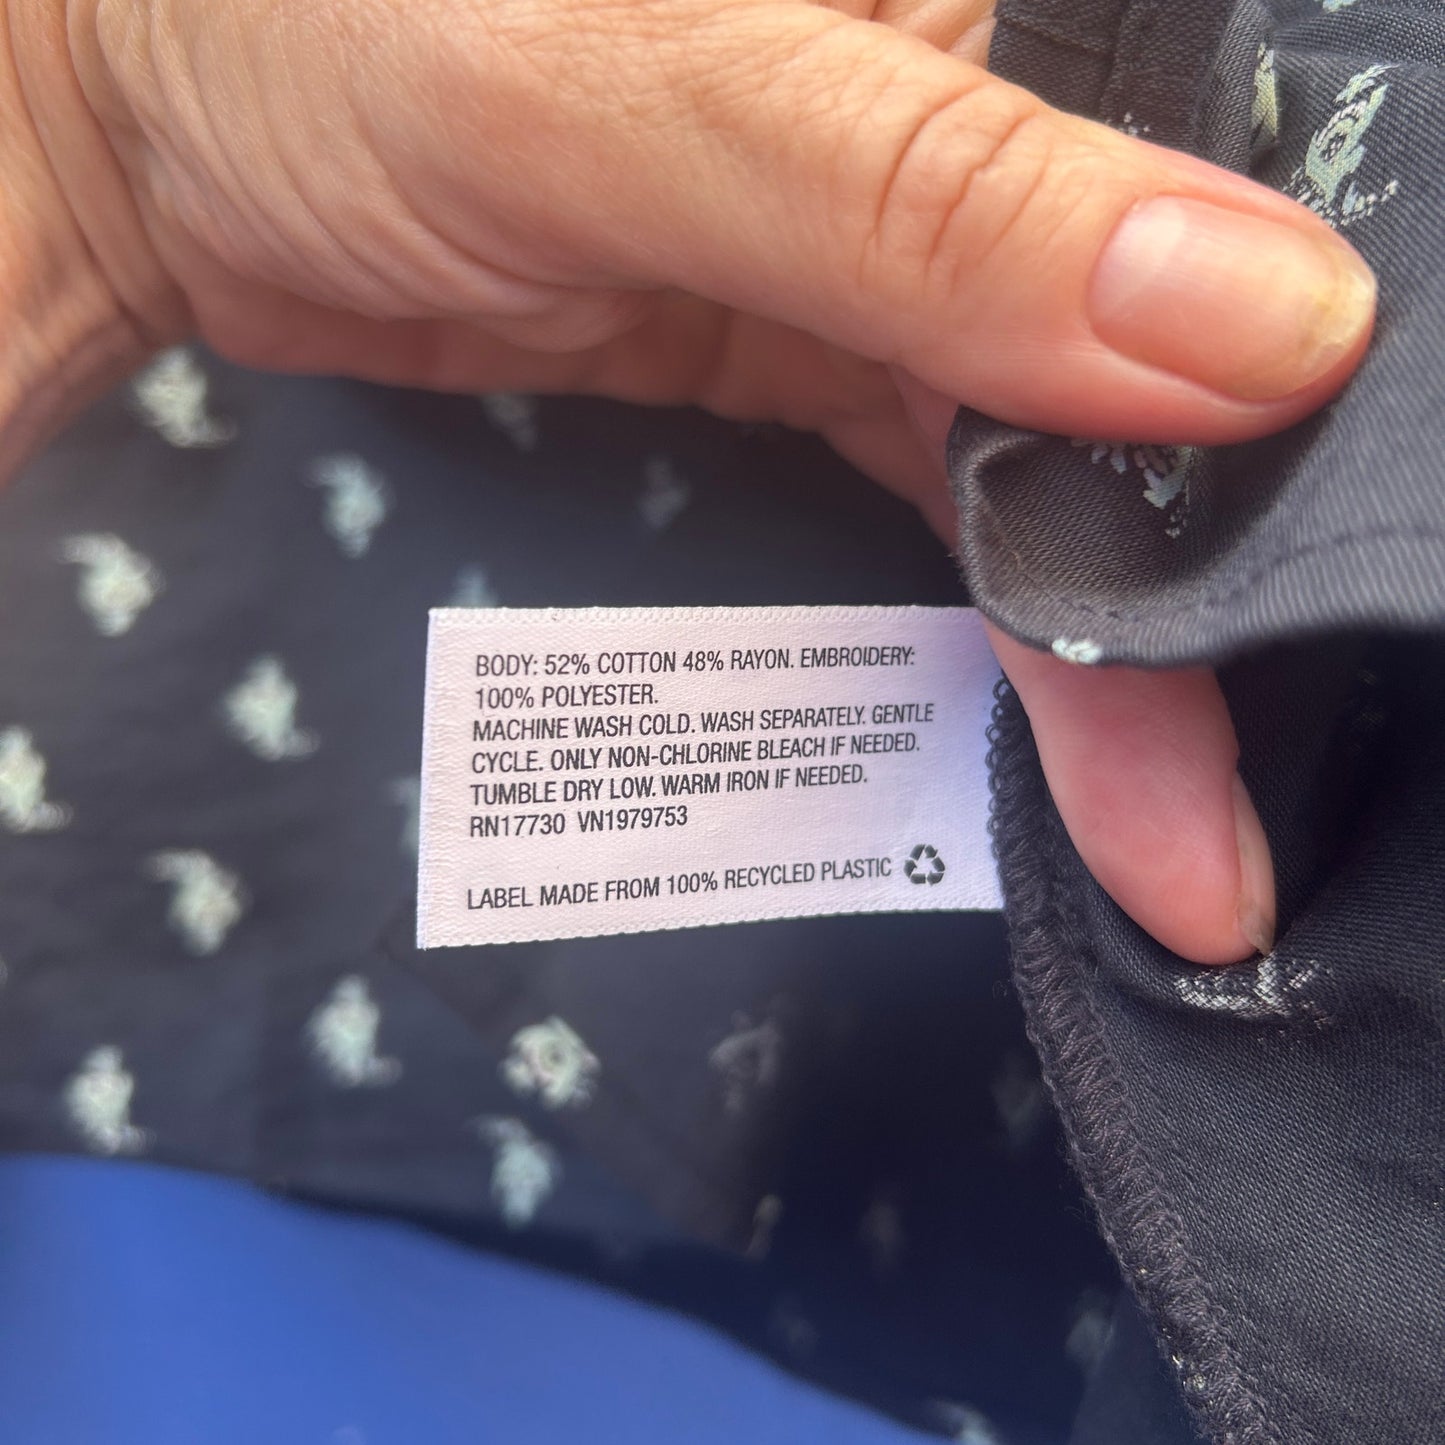 BODY: 52% COTTON 48% RAYON. EMBROIDERY:
100% POLYESTER.
MACHINE WASH COLD. WASH SEPARATELY. GENTLE
CYCLE. ONLY NON-CHLORINE BLEACH IF NEEDED.
TUMBLE DRY LOW. WARM IRON IF NEEDED.
RN17730 VN1979753
LABEL MADE FROM 100% RECYCLED PLASTIC